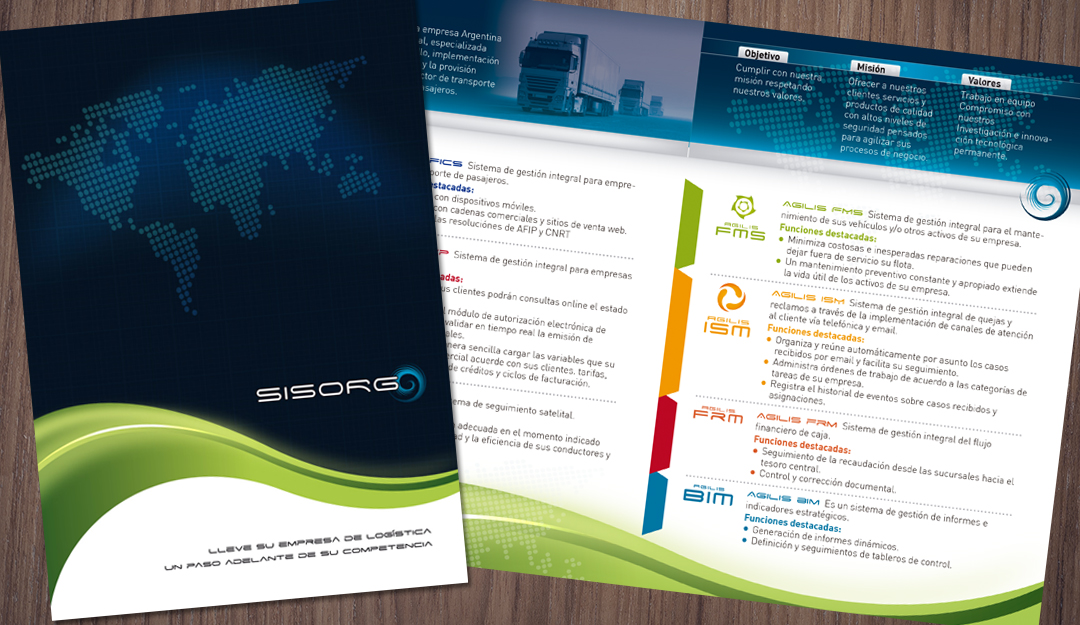 SISORG
LLEVE SU EMPRESA DE LOGÍSTICA
UN PASO ADELANTE DE SU COMPETENCIA
empresa Argentina
especializada
implementación
y la provisión
de transporte
Objetivo
Cumplir con nuestra
misión respetando
nuestros valores.
Misión
Ofrecer a nuestros
clientes servicios y
productos de calidad
con altos niveles de
seguridad pensados
para agilizar sus
procesos de negocio.
Valores
Trabajo en equipo
Compromiso con
nuestros
Investigación e innova-
ción tecnológica
permanente.
Sistema de gestión integral para empre-
de pasajeros.
con dispositivos móviles.
con cadenas comerciales y sitios de venta web.
las resoluciónes de AFIP y CNRT
Sistema de gestión integral para empresas
clientes podrán consultas online el estado
módulo de autorización electrónica de
validar en tiempo real la emisión de
sencilla cargar las variables que su
acuerde con sus clientes. tarifas,
de créditos y ciclos de facturación.
de seguimiento satelital.
adecuada en el momento indicado
y la eficiencia de sus conductores y
AGILIS
FMS
AGILIS FMS Sistema de gestión integral para el mante-
nimiento de sus vehículos y/o otros activos de su empresa.
Funciones destacadas:
• Minimiza costosas e inesperadas reparaciones que pueden
dejar fuera de servicio su flota.
• Un mantenimiento preventivo constante y apropiado extiende
la vida útil de los activos de su empresa.
AGILIS
ISM
AGILIS ISM Sistema de gestión integral de quejas y
reclamos a través de la implementación de canales de atención
al cliente vía telefónica y email.
Funciones destacadas:
• Organiza y reúne automáticamente por asunto los casos
recibidos por email y facilita su seguimiento.
• Administra órdenes de trabajo de acuerdo a las categorías de
tareas de su empresa.
• Registra el historial de eventos sobre casos recibidos y
asignaciones.
AGILIS
FRM
AGILIS FRM Sistema de gestión integral del flujo
financiero de caja.
Funciones destacadas:
• Seguimiento de la recaudación desde las sucursales hacia el
tesoro central.
• Control y corrección documental.
AGILIS
BIM
AGILIS BIM Es un sistema de gestión de informes e
indicadores estratégicos.
Funciones destacadas:
• Generación de informes dinámicos.
• Definición y seguimientos de tableros de control.